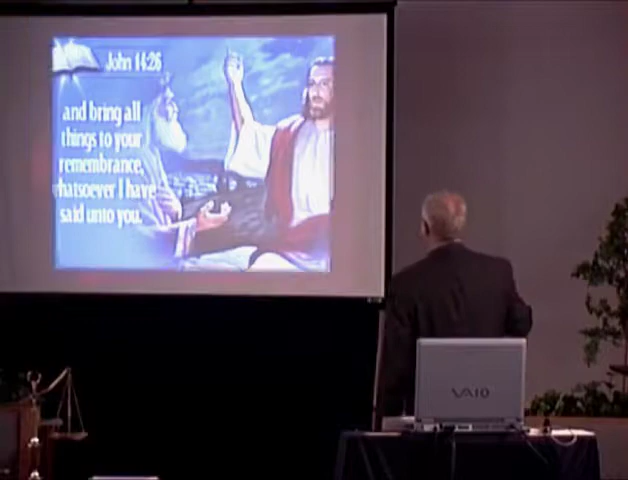 John 14:26
and bring all
things to your
remembrance,
hatsoever I have
said unto you.
VAIO